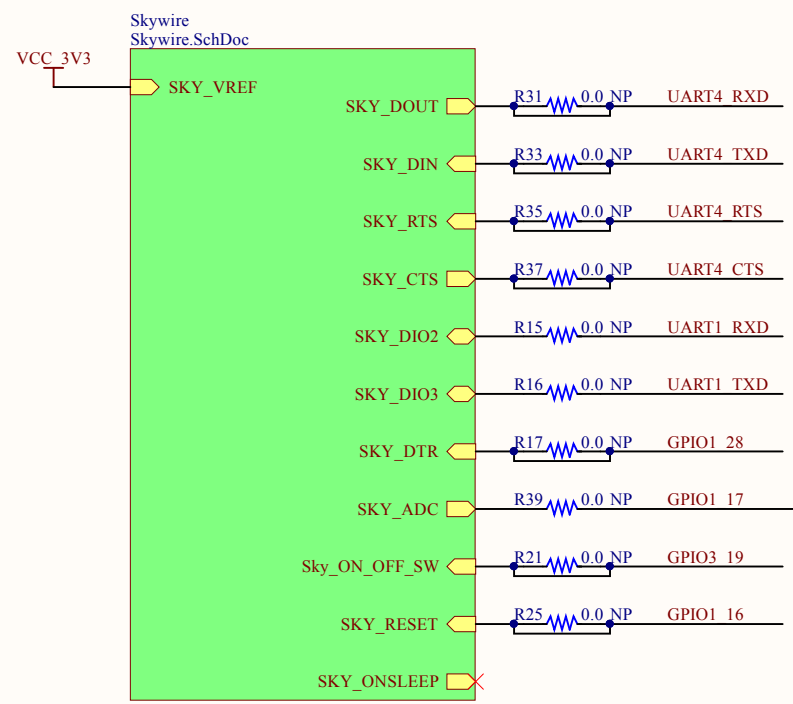 Skywire
Skywire.SchDoc
VCC_3V3
SKY_VREF
SKY_DOUT R31 0.0 NP UART4_RXD
SKY_DIN R33 0.0 NP UART4_TXD
SKY_RTS R35 0.0 NP UART4_RTS
SKY_CTS R37 0.0 NP UART4_CTS
SKY_DIO2 R15 0.0 NP UART1_RXD
SKY_DIO3 R16 0.0 NP UART1_TXD
SKY_DTR R17 0.0 NP GPIO1_28
SKY_ADC R39 0.0 NP GPIO1_17
Sky_ON_OFF_SW R21 0.0 NP GPIO3_19
SKY_RESET R25 0.0 NP GPIO1_16
SKY_ONSLEEP